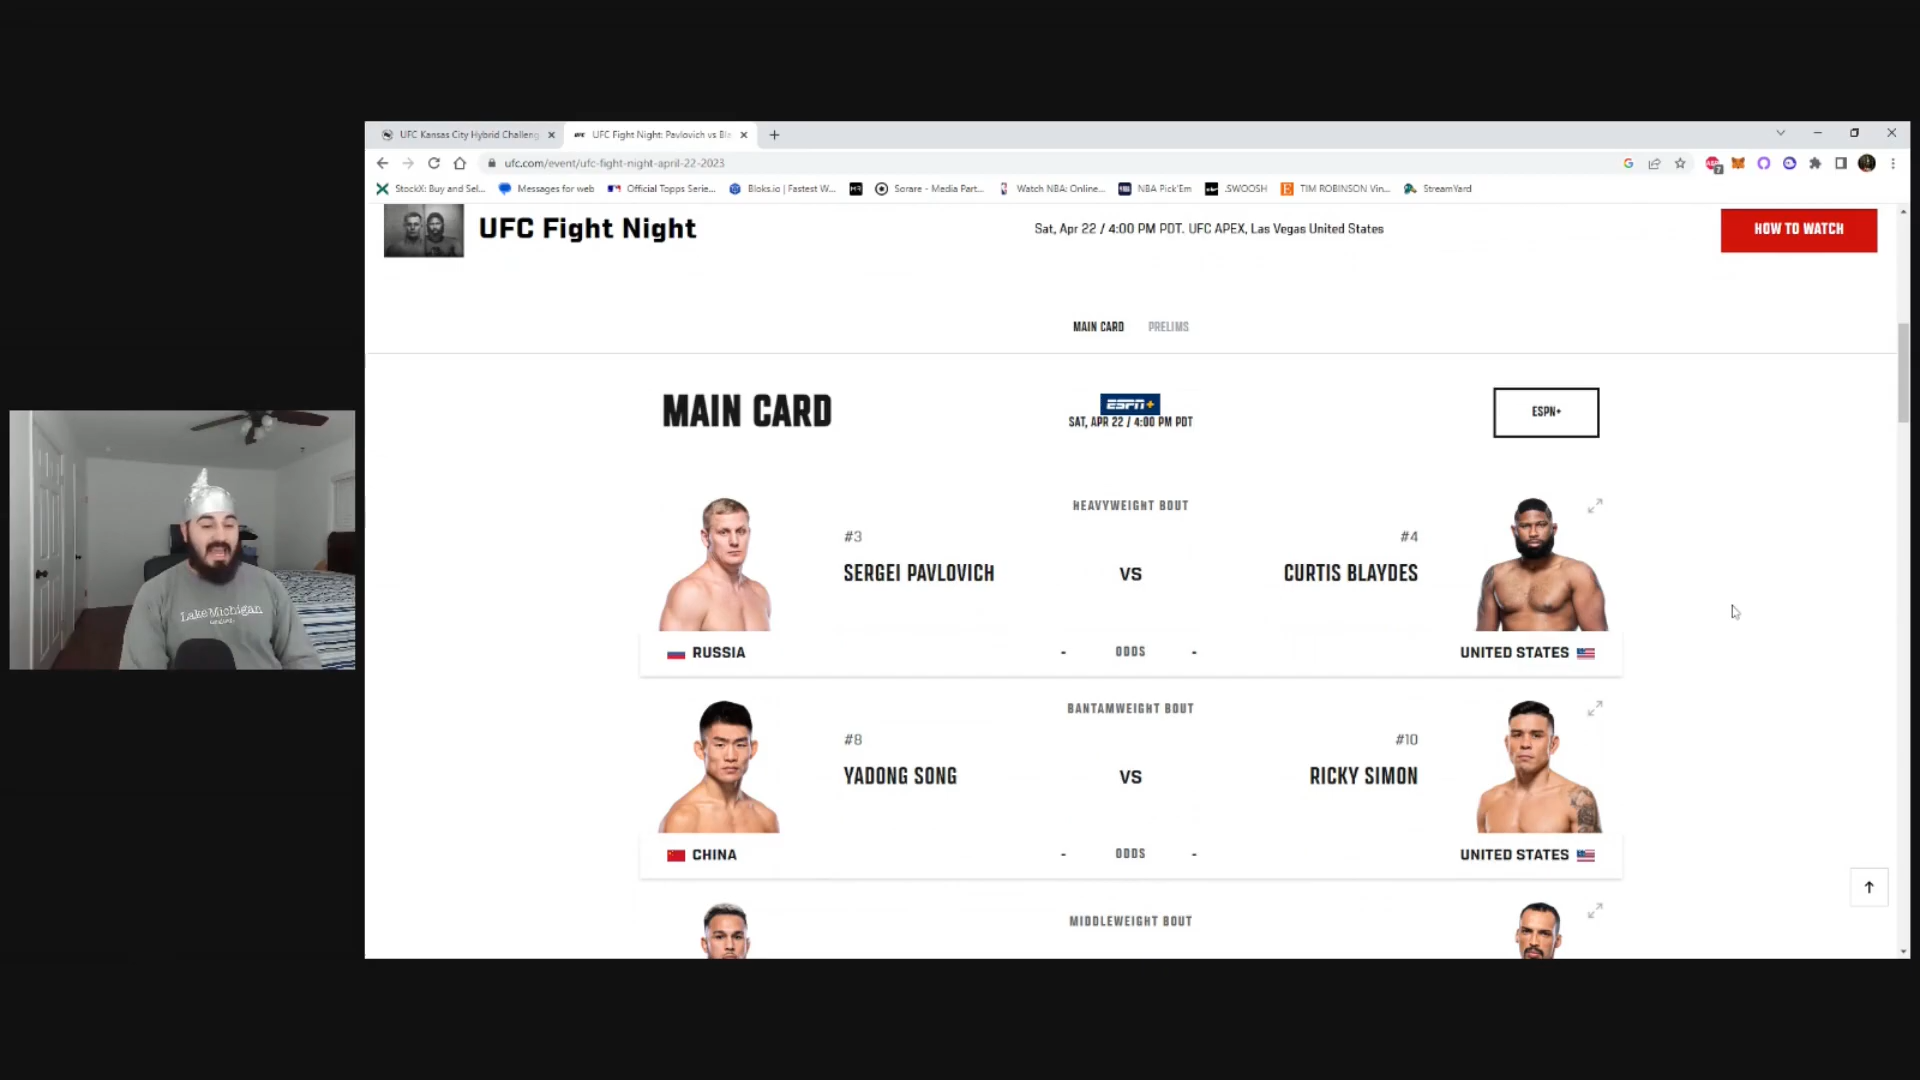 UFC Kansas City Hybrid Challeng
UFC Fight Night: Pavlovich vs Bla
ufc.com/event/ufc-fight-night-april-22-2023
StockX: Buy and Sel... Messages for web Official Topps Serie... Bloks.io | Fastest W... Sorare - Media Part... Watch NBA: Online... NBA Pick'Em .SWOOSH TIM ROBINSON Vin... StreamYard
UFC Fight Night
Sat, Apr 22 / 4:00 PM PDT. UFC APEX, Las Vegas United States
HOW TO WATCH
MAIN CARD PRELIMS
MAIN CARD
ESPN+
SAT, APR 22 / 4:00 PM PDT
ESPN+
HEAVYWEIGHT BOUT
#3 #4
SERGEI PAVLOVICH VS CURTIS BLAYDES
RUSSIA - ODDS - UNITED STATES
BANTAMWEIGHT BOUT
#8 #10
YADONG SONG VS RICKY SIMON
CHINA - ODDS - UNITED STATES
MIDDLEWEIGHT BOUT
Lake Michigan